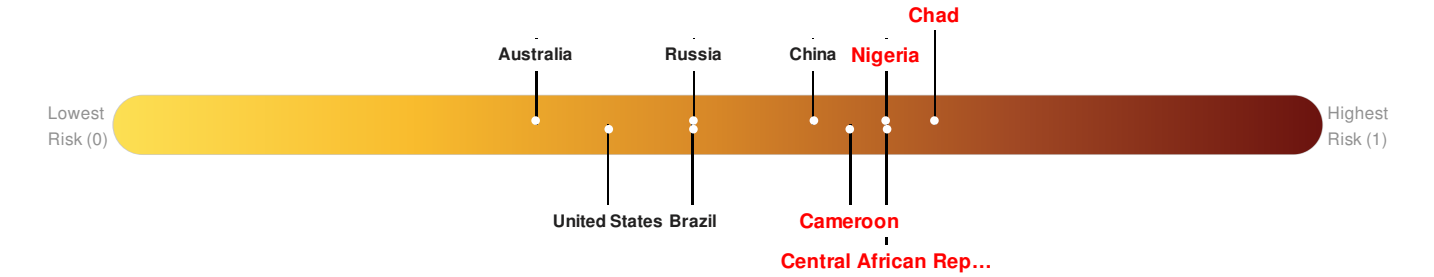 Chad
Australia Russia China Nigeria
Lowest
Risk (0)
Highest
Risk (1)
United States Brazil Cameroon
Central African Rep…